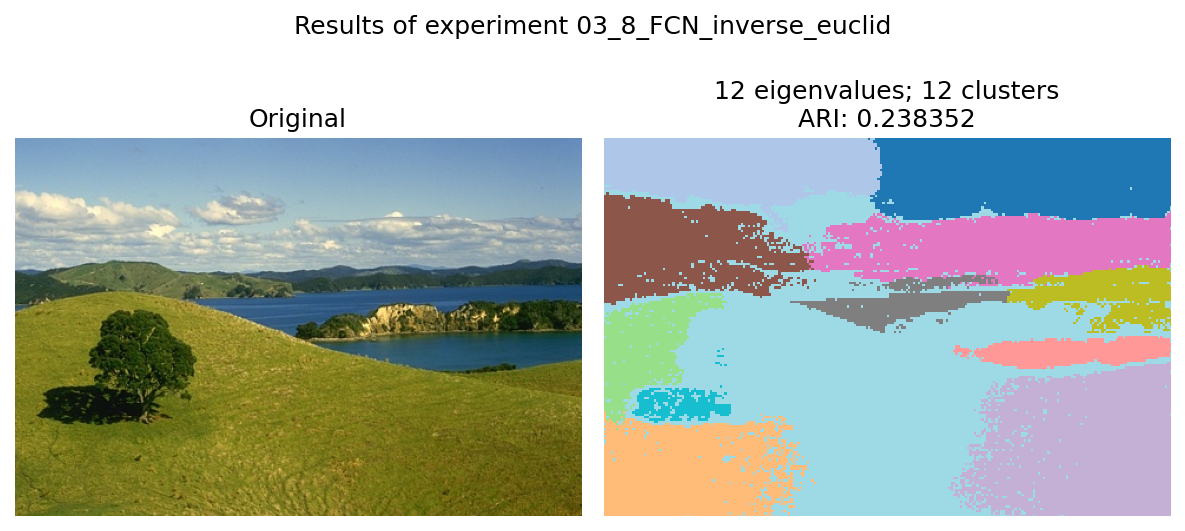 Results of experiment 03_8_FCN_inverse_euclid
Original
12 eigenvalues; 12 clusters
ARI: 0.238352